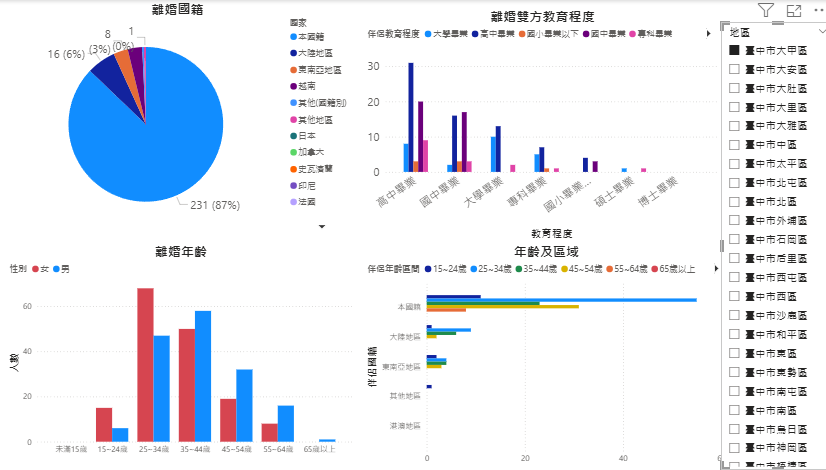 離婚國籍
國家
本國籍
大陸地區
東南亞地區
越南
其他(國籍別)
其他地區
日本
加拿大
史瓦濟蘭
印尼
法國
1
8
(0%)
(3%)
16 (6%)
231 (87%)
離婚雙方教育程度
伴侶教育程度 大學畢業 高中畢業 國小畢業以下 國中畢業 專科畢業
30
20
10
0
高中畢業 國中畢業 大學畢業 專科畢業 國小畢業... 碩士畢業 博士畢業
教育程度
離婚年齡
性別 女 男
人數
60
40
20
0
未滿15歲 15~24歲 25~34歲 35~44歲 45~54歲 55~64歲 65歲以上
年齡及區域
伴侶年齡區間 15~24歲 25~34歲 35~44歲 45~54歲 55~64歲 65歲以上
伴侶國籍
本國籍
大陸地區
東南亞地區
其他地區
港澳地區
0 20 40
地區
臺中市大甲區
臺中市大安區
臺中市大肚區
臺中市大里區
臺中市大雅區
臺中市中區
臺中市太平區
臺中市北屯區
臺中市北區
臺中市外埔區
臺中市石岡區
臺中市后里區
臺中市西屯區
臺中市西區
臺中市沙鹿區
臺中市和平區
臺中市東區
臺中市東勢區
臺中市南屯區
臺中市南區
臺中市烏日區
臺中市神岡區